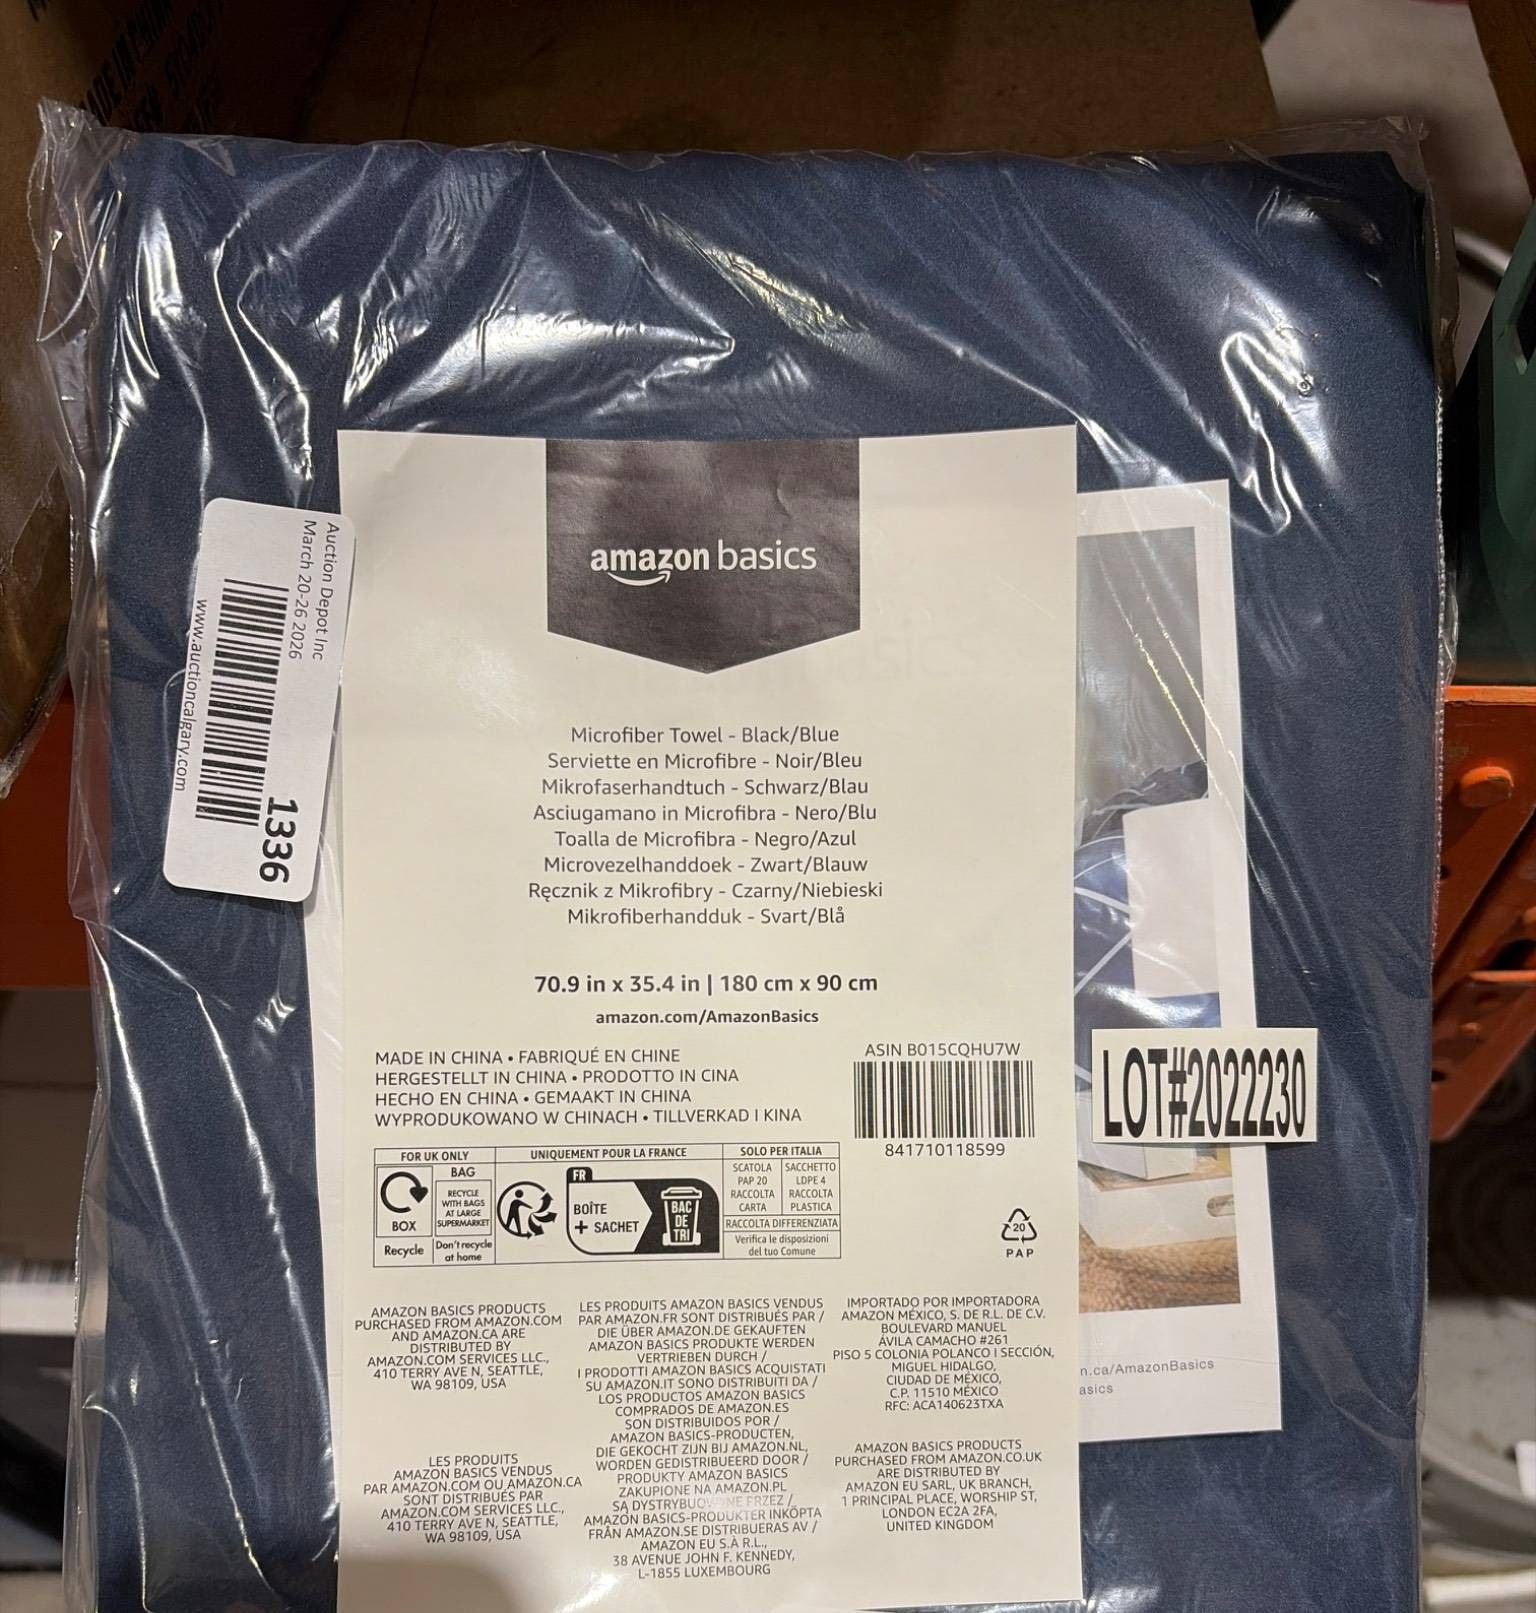 MADE IN CHIN
amazon basics
Microfiber Towel - Black/Blue
Serviette en Microfibre - Noir/Bleu
Mikrofaserhandtuch - Schwarz/Blau
Asciugamano in Microfibra - Nero/Blu
Toalla de Microfibra - Negro/Azul
Microvezelhanddoek - Zwart/Blauw
Ręcznik z Mikrofibry - Czarny/Niebieski
Mikrofiberhandduk - Svart/Blå
70.9 in x 35.4 in | 180 cm x 90 cm
amazon.com/AmazonBasics
MADE IN CHINA • FABRIQUÉ EN CHINE
HERGESTELLT IN CHINA • PRODOTTO IN CINA
HECHO EN CHINA • GEMAAKT IN CHINA
WYPRODUKOWANO W CHINACH • TILLVERKAD I KINA
ASIN B015CQHU7W
841710118599
FOR UK ONLY
BOX
Recycle
BAG
RECYCLE
WITH BAGS
AT LARGE
SUPERMARKET
Don't recycle
at home
UNIQUEMENT POUR LA FRANCE
FR
BOÎTE
+ SACHET
BAC
DE
TRI
SOLO PER ITALIA
SCATOLA
PAP 20
RACCOLTA
CARTA
SACCHETTO
LDPE 4
RACCOLTA
PLASTICA
RACCOLTA DIFFERENZIATA
Verifica le disposizioni
del tuo Comune
20
PAP
AMAZON BASICS PRODUCTS
PURCHASED FROM AMAZON.COM
AND AMAZON.CA ARE
DISTRIBUTED BY
AMAZON.COM SERVICES LLC.,
410 TERRY AVE N, SEATTLE,
WA 98109, USA
LES PRODUITS
AMAZON BASICS VENDUS
PAR AMAZON.COM OU AMAZON.CA
SONT DISTRIBUÉS PAR
AMAZON.COM SERVICES LLC.,
410 TERRY AVE N, SEATTLE,
WA 98109, USA
LES PRODUITS AMAZON BASICS VENDUS
PAR AMAZON.FR SONT DISTRIBUÉS PAR /
DIE ÜBER AMAZON.DE GEKAUFTEN
AMAZON BASICS PRODUKTE WERDEN
VERTRIEBEN DURCH /
I PRODOTTI AMAZON BASICS ACQUISTATI
SU AMAZON.IT SONO DISTRIBUITI DA /
LOS PRODUCTOS AMAZON BASICS
COMPRADOS DE AMAZON.ES
SON DISTRIBUIDOS POR /
AMAZON BASICS-PRODUCTEN,
DIE GEKOCHT ZIJN BIJ AMAZON.NL,
WORDEN GEDISTRIBUEERD DOOR /
PRODUKTY AMAZON BASICS
ZAKUPIONE NA AMAZON.PL
SĄ DYSTRYBUOWANE PRZEZ /
AMAZON BASICS-PRODUKTER INKÖPTA
FRÅN AMAZON.SE DISTRIBUERAS AV /
AMAZON EU S.À R.L.,
38 AVENUE JOHN F. KENNEDY,
L-1855 LUXEMBOURG
IMPORTADO POR IMPORTADORA
AMAZON MÉXICO, S. DE R.L. DE C.V.
BOULEVARD MANUEL
ÁVILA CAMACHO #261
PISO 5 COLONIA POLANCO I SECCIÓN,
MIGUEL HIDALGO,
CIUDAD DE MÉXICO,
C.P. 11510 MÉXICO
RFC: ACA140623TXA
AMAZON BASICS PRODUCTS
PURCHASED FROM AMAZON.CO.UK
ARE DISTRIBUTED BY
AMAZON EU SARL, UK BRANCH,
1 PRINCIPAL PLACE, WORSHIP ST,
LONDON EC2A 2FA,
UNITED KINGDOM
Auction Depot Inc
March 20-26 2026
1336
www.auctioncalgary.com
LOT#2022230
n.ca/AmazonBasics
asics